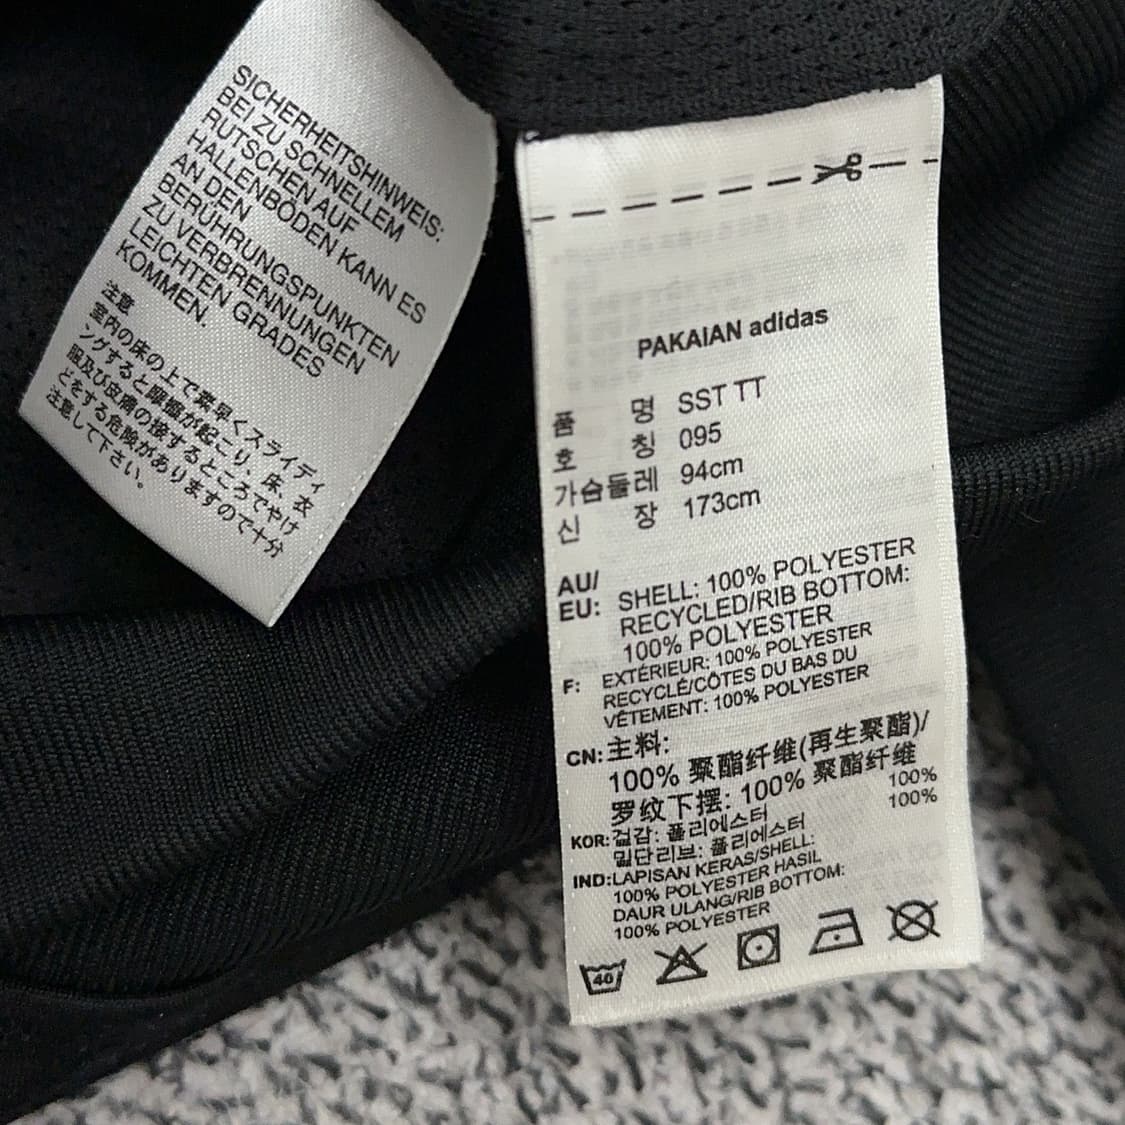 SICHERHEITSHINWEIS:
BEI ZU SCHNELLEM
RUTSCHEN AUF
HALLENBÖDEN KANN ES
AN DEN
BERÜHRUNGSPUNKTEN
ZU VERBRENNUNGEN
LEICHTEN GRADES
KOMMEN.
注意
室内の床の上で素早くスライディ
ングすると摩擦が起こり、床、衣
服及び皮膚の接するところでやけ
どをする危険がありますので十分
注意して下さい。
PAKAIAN adidas
품 명 SST TT
호 칭 095
가슴둘레 94cm
신 장 173cm
AU/
EU: SHELL: 100% POLYESTER
RECYCLED/RIB BOTTOM:
100% POLYESTER
F: EXTÉRIEUR: 100% POLYESTER
RECYCLÉ/CÔTES DU BAS DU
VÊTEMENT: 100% POLYESTER
CN: 主料:
100% 聚酯纤维(再生聚酯)/
罗纹下摆: 100% 聚酯纤维
KOR: 겉감: 폴리에스터 100%
밑단리브: 폴리에스터 100%
IND: LAPISAN KERAS/SHELL:
100% POLYESTER HASIL
DAUR ULANG/RIB BOTTOM:
100% POLYESTER
40